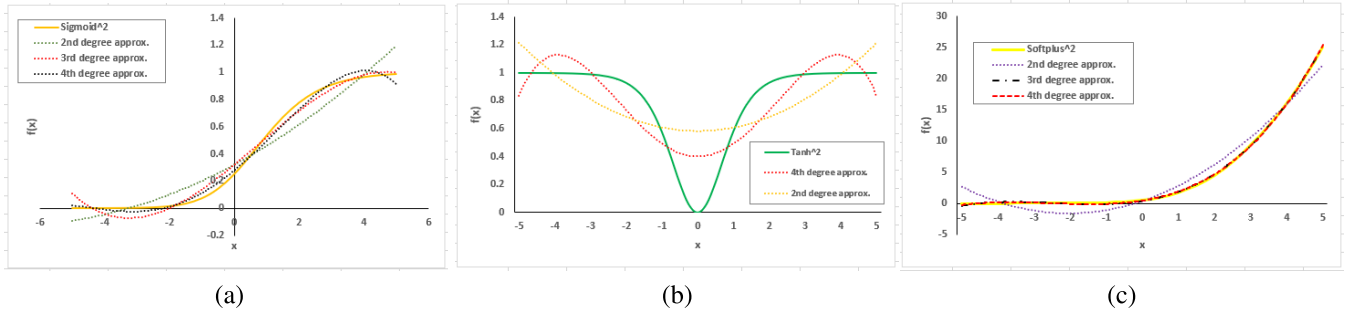 Sigmoid^2
2nd degree approx.
3rd degree approx.
4th degree approx.
1.4
1.2
1.0
0.8
0.6
0.4
0.2
0.0
-0.2
-6 -4 -2 0 2 4 6
f(x)
x
(a)
1.4
1.2
1
0.8
0.6
0.4
0.2
0
-5 -4 -3 -2 -1 0 1 2 3 4 5
f(x)
x
Tanh^2
4th degree approx.
2nd degree approx.
(b)
30
25
20
15
10
5
0
-5
-5 -4 -3 -2 -1 0 1 2 3 4 5
f(x)
x
Softplus^2
2nd degree approx.
3rd degree approx.
4th degree approx.
(c)